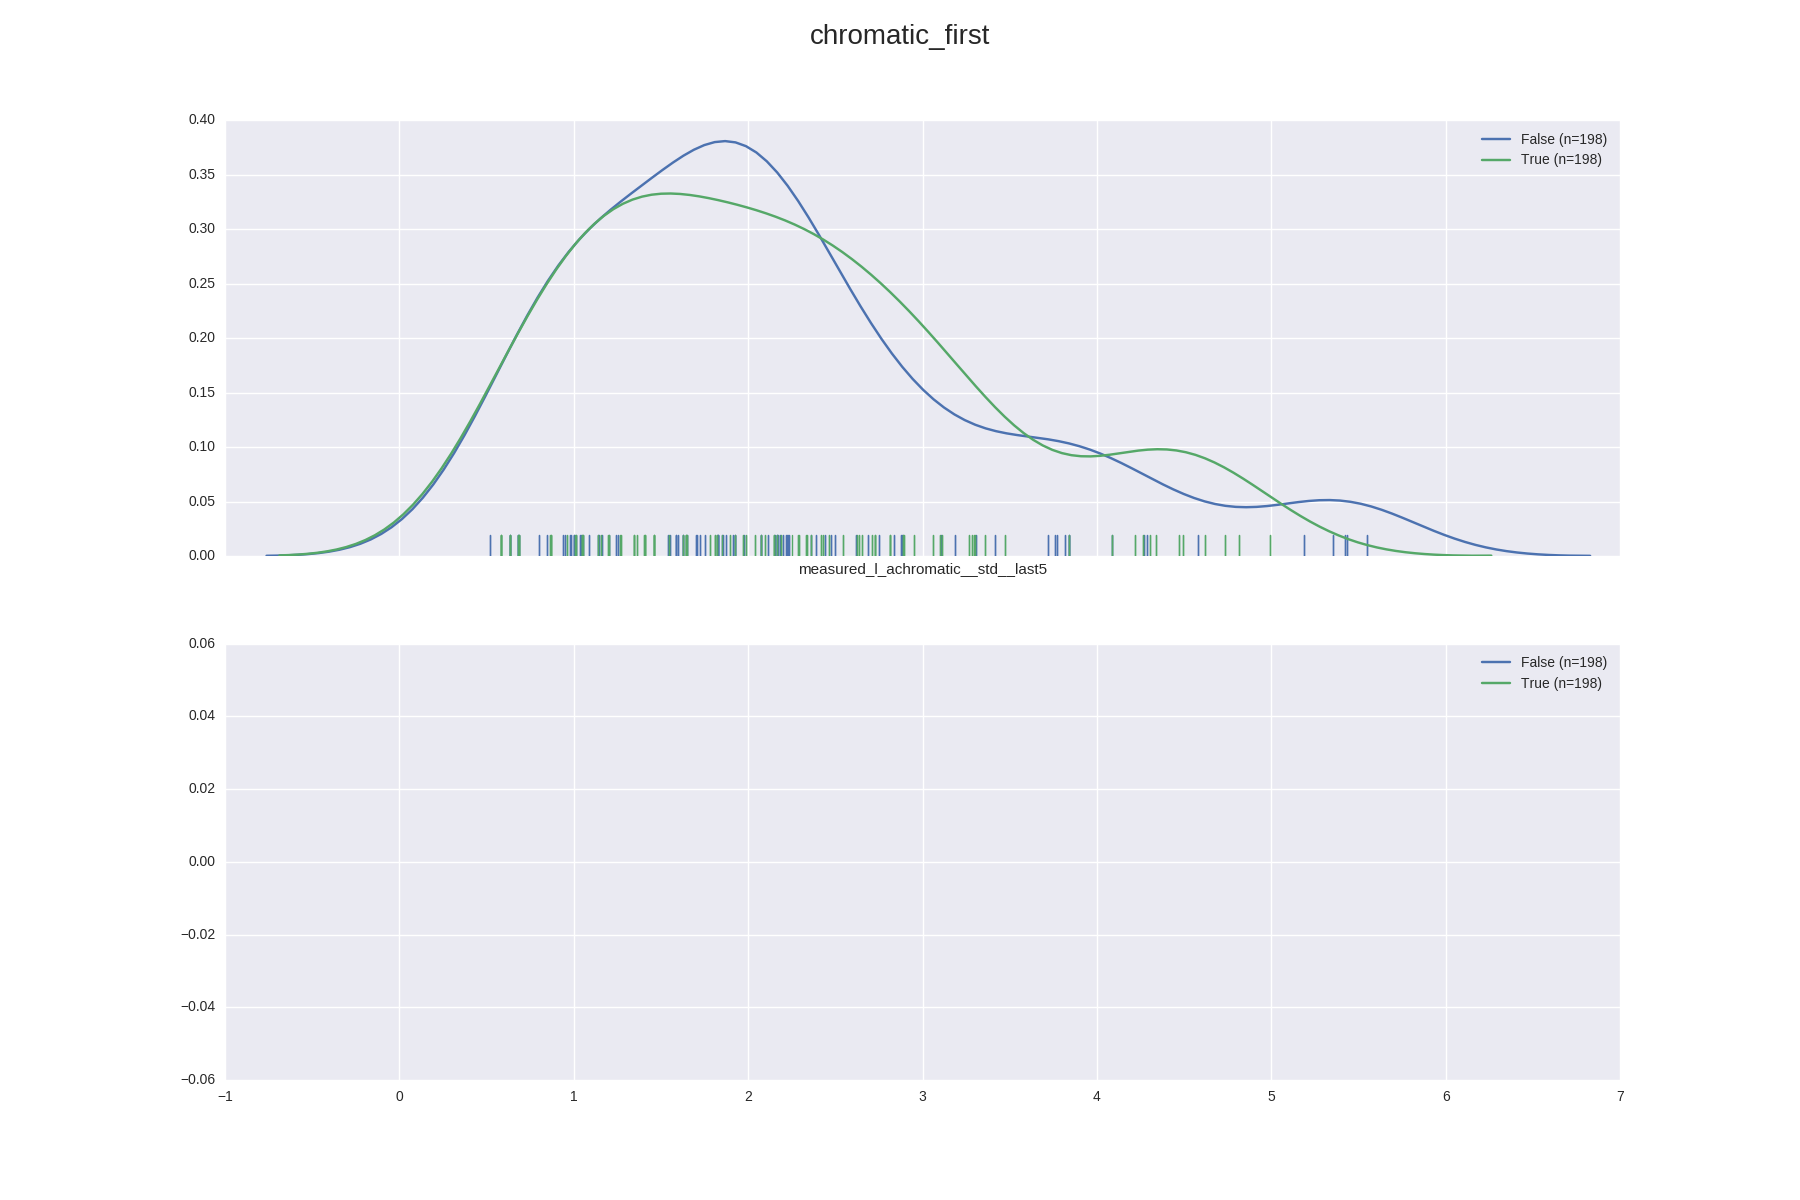 chromatic_first
0.40
0.35
0.30
0.25
0.20
0.15
0.10
0.05
0.00
False (n=198)
True (n=198)
measured_l_achromatic__std__last5
0.06
0.04
0.02
0.00
−0.02
−0.04
−0.06
False (n=198)
True (n=198)
−1 0 1 2 3 4 5 6 7